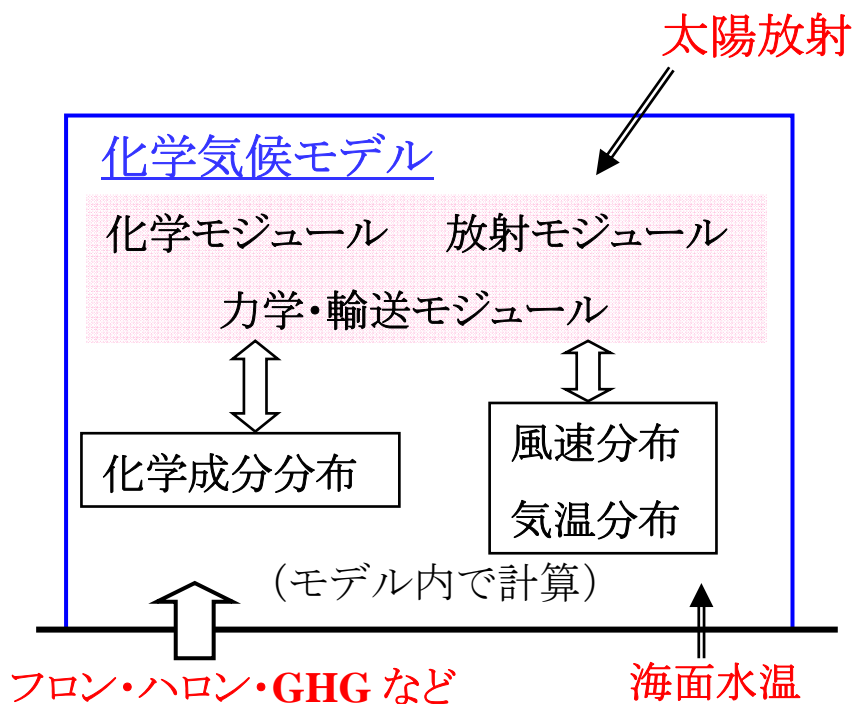 太陽放射
化学気候モデル
化学モジュール 放射モジュール
力学・輸送モジュール
化学成分分布
風速分布
気温分布
（モデル内で計算）
フロン・ハロン・GHG など
海面水温